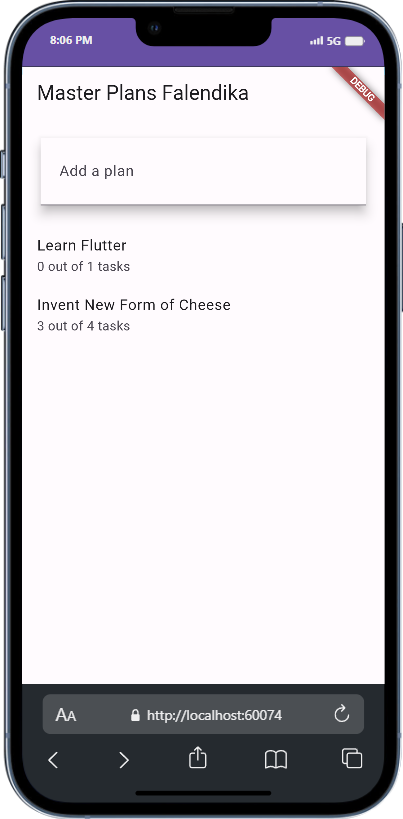 8:06 PM 5G
DEBUG
Master Plans Falendika
Add a plan
Learn Flutter
0 out of 1 tasks
Invent New Form of Cheese
3 out of 4 tasks
AA http://localhost:60074